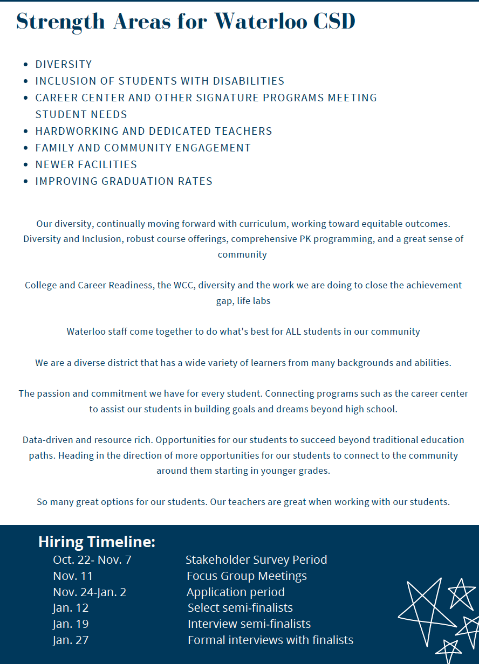 Strength Areas for Waterloo CSD
• DIVERSITY
• INCLUSION OF STUDENTS WITH DISABILITIES
• CAREER CENTER AND OTHER SIGNATURE PROGRAMS MEETING
STUDENT NEEDS
• HARDWORKING AND DEDICATED TEACHERS
• FAMILY AND COMMUNITY ENGAGEMENT
• NEWER FACILITIES
• IMPROVING GRADUATION RATES
Our diversity, continually moving forward with curriculum, working toward equitable outcomes.
Diversity and Inclusion, robust course offerings, comprehensive PK programming, and a great sense of
community
College and Career Readiness, the WCC, diversity and the work we are doing to close the achievement
gap, life labs
Waterloo staff come together to do what's best for ALL students in our community
We are a diverse district that has a wide variety of learners from many backgrounds and abilities.
The passion and commitment we have for every student. Connecting programs such as the career center
to assist our students in building goals and dreams beyond high school.
Data-driven and resource rich. Opportunities for our students to succeed beyond traditional education
paths. Heading in the direction of more opportunities for our students to connect to the community
around them starting in younger grades.
So many great options for our students. Our teachers are great when working with our students.
Hiring Timeline:
Oct. 22- Nov. 7 Stakeholder Survey Period
Nov. 11 Focus Group Meetings
Nov. 24-Jan. 2 Application period
Jan. 12 Select semi-finalists
Jan. 19 Interview semi-finalists
Jan. 27 Formal interviews with finalists